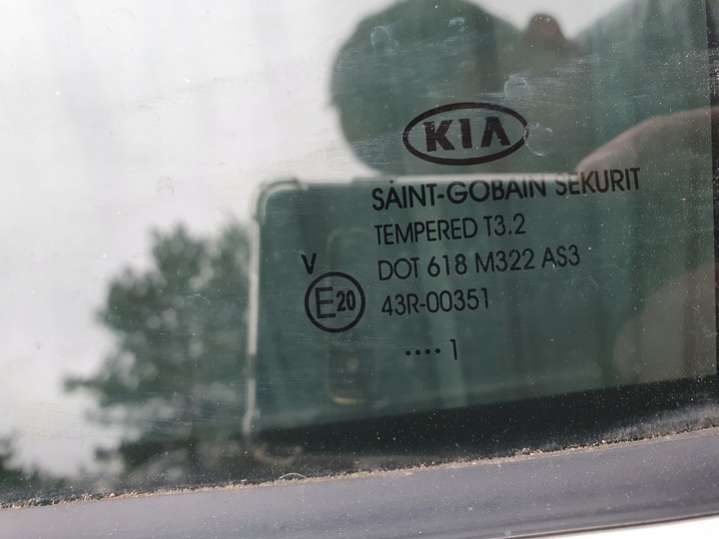 KIA
SAINT-GOBAIN SEKURIT
TEMPERED T3.2
V
DOT 618 M322 AS3
E20
43R-00351
•••• 1